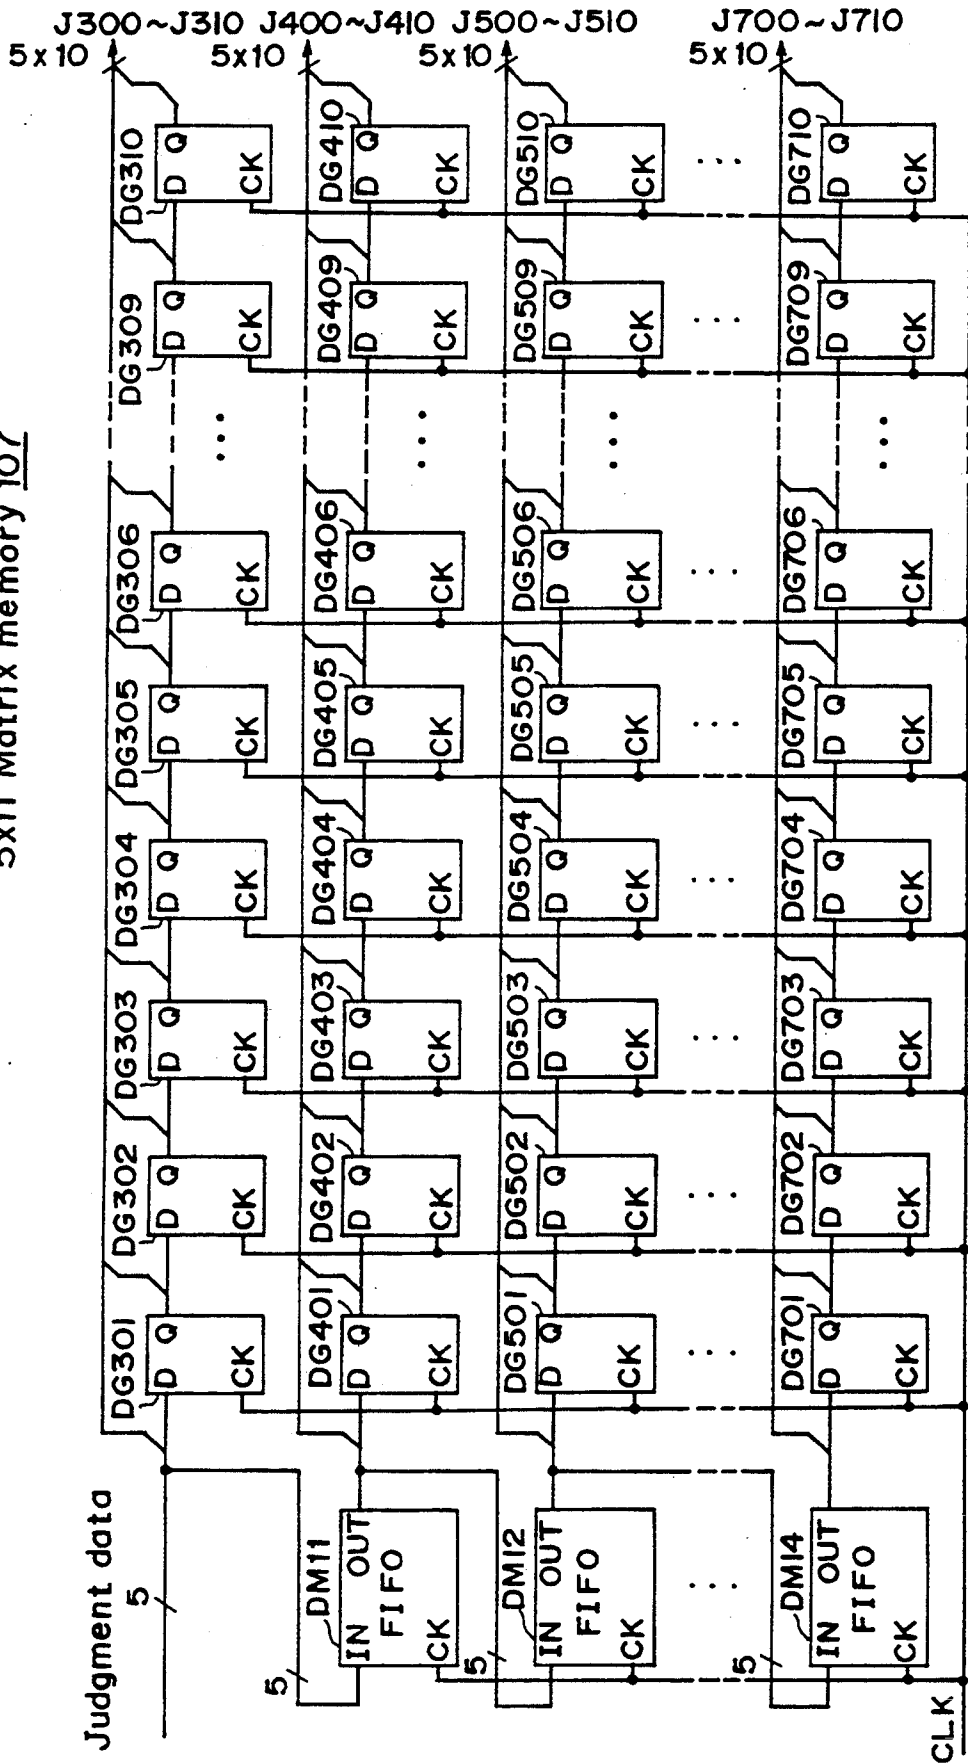 5x11 Matrix memory 107
J300~J310 J400~J410 J500~J510 J700~J710
5x10 5x10 5x10 5x10
DG310 D Q CK DG410 D Q CK DG510 D Q CK ... DG710 D Q CK
DG309 D Q CK DG409 D Q CK DG509 D Q CK ... DG709 D Q CK
... ... ... ...
DG306 D Q CK DG406 D Q CK DG506 D Q CK ... DG706 D Q CK
DG305 D Q CK DG405 D Q CK DG505 D Q CK ... DG705 D Q CK
DG304 D Q CK DG404 D Q CK DG504 D Q CK ... DG704 D Q CK
DG303 D Q CK DG403 D Q CK DG503 D Q CK ... DG703 D Q CK
DG302 D Q CK DG402 D Q CK DG502 D Q CK ... DG702 D Q CK
DG301 D Q CK DG401 D Q CK DG501 D Q CK ... DG701 D Q CK
Judgment data
5
DM11 IN OUT FIFO CK
5
DM12 IN OUT FIFO CK
5
...
DM14 IN OUT FIFO CK
5
CLK